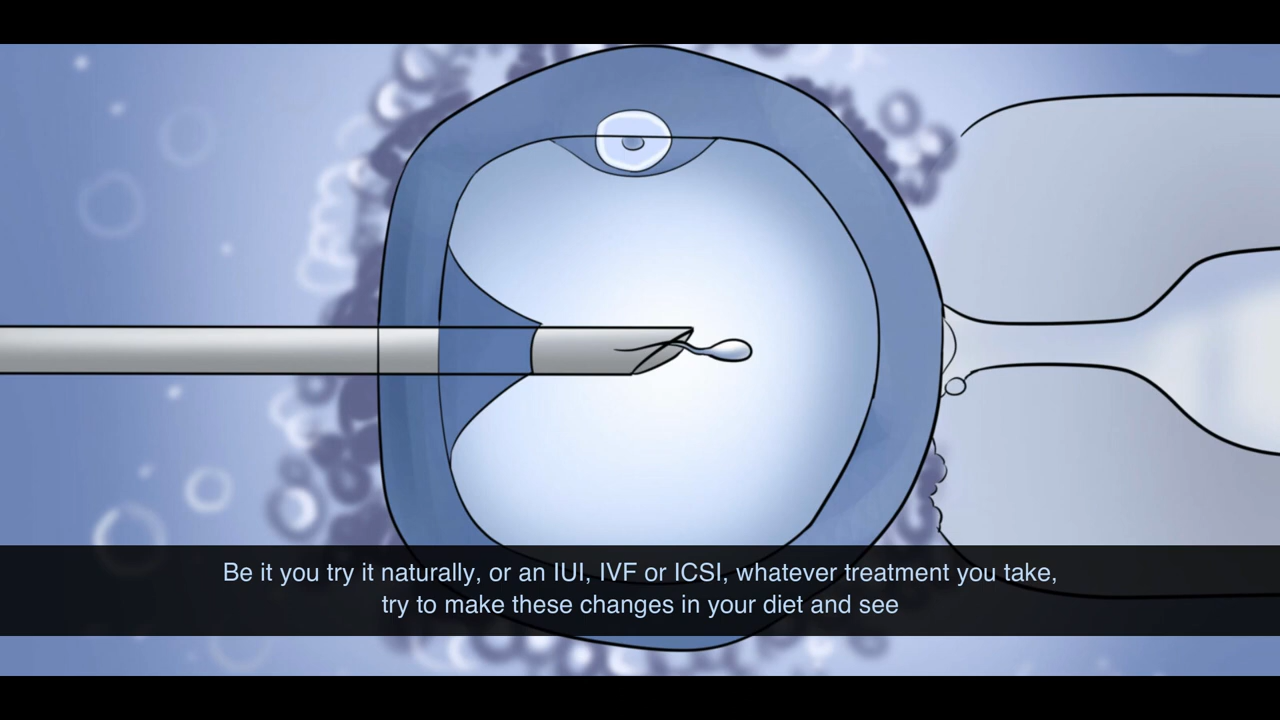 Be it you try it naturally, or an IUI, IVF or ICSI, whatever treatment you take,
try to make these changes in your diet and see